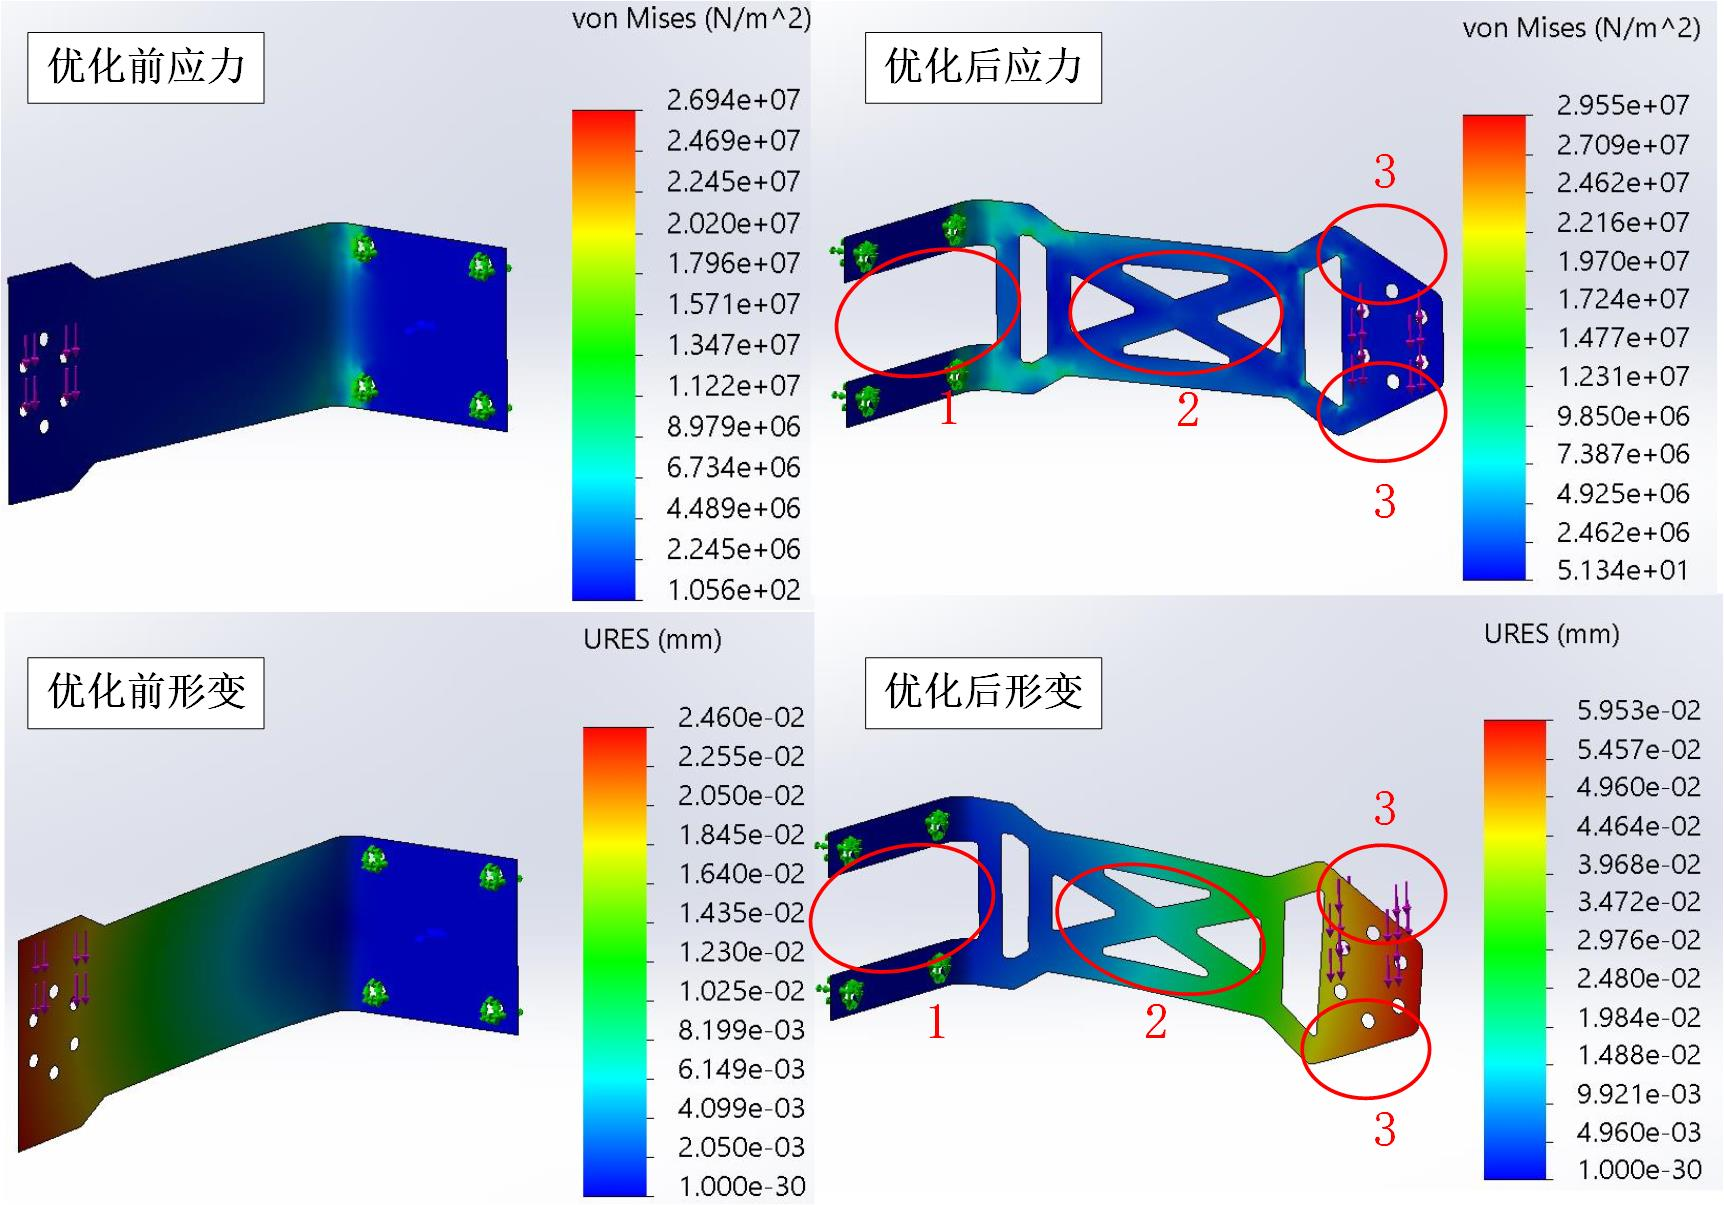 von Mises (N/m^2)
优化前应力
2.694e+07
2.469e+07
2.245e+07
2.020e+07
1.796e+07
1.571e+07
1.347e+07
1.122e+07
8.979e+06
6.734e+06
4.489e+06
2.245e+06
1.056e+02
von Mises (N/m^2)
优化后应力
2.955e+07
2.709e+07
2.462e+07
2.216e+07
1.970e+07
1.724e+07
1.477e+07
1.231e+07
9.850e+06
7.387e+06
4.925e+06
2.462e+06
5.134e+01
3
1
2
3
URES (mm)
优化前形变
2.460e-02
2.255e-02
2.050e-02
1.845e-02
1.640e-02
1.435e-02
1.230e-02
1.025e-02
8.199e-03
6.149e-03
4.099e-03
2.050e-03
1.000e-30
URES (mm)
优化后形变
5.953e-02
5.457e-02
4.960e-02
4.464e-02
3.968e-02
3.472e-02
2.976e-02
2.480e-02
1.984e-02
1.488e-02
9.921e-03
4.960e-03
1.000e-30
3
1
2
3